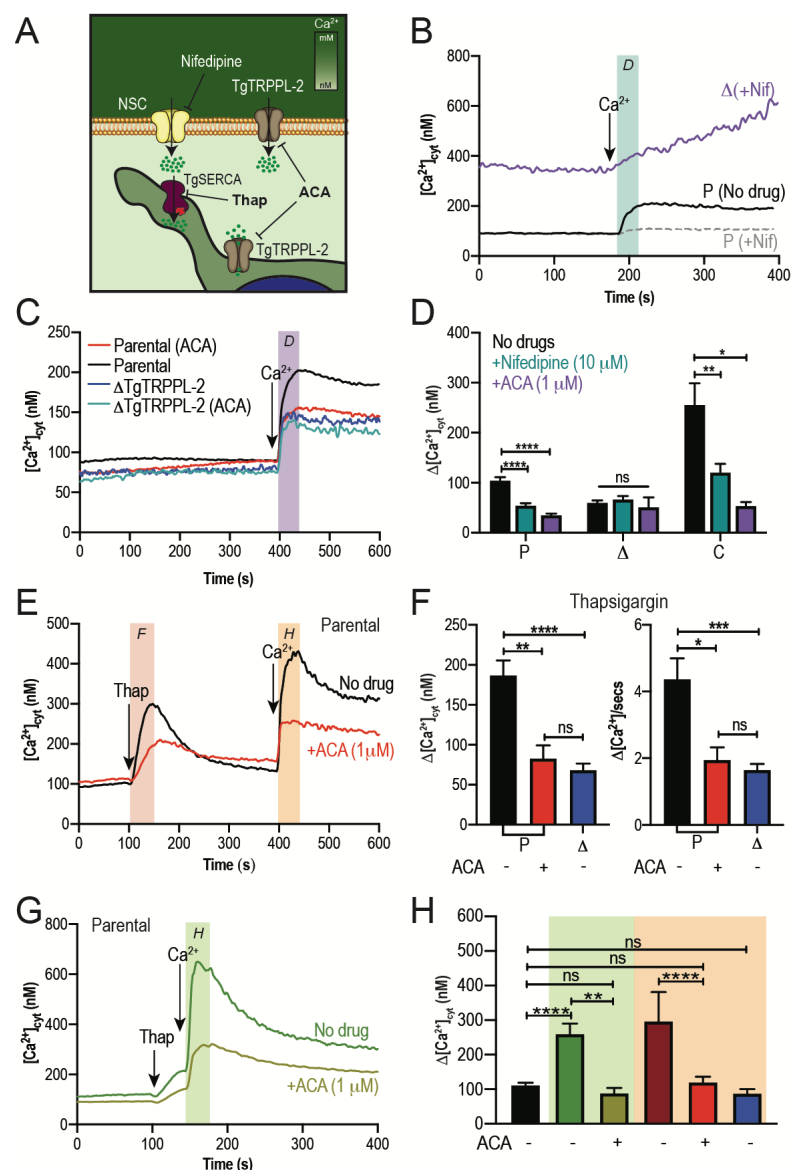 A
Ca²⁺
mM
nM
Nifedipine
NSC
TgTRPPL-2
TgSERCA
Thap
ACA
TgTRPPL-2
B
[Ca²⁺]cyt (nM)
800
600
400
200
0
D
Ca²⁺
Δ(+Nif)
P (No drug)
P (+Nif)
0 100 200 300 400
Time (s)
C
[Ca²⁺]cyt (nM)
250
200
150
100
50
0
Parental (ACA)
Parental
ΔTgTRPPL-2
ΔTgTRPPL-2 (ACA)
D
Ca²⁺
0 100 200 300 400 500 600
Time (s)
D
Δ[Ca²⁺]cyt (nM)
400
300
200
100
0
No drugs
+Nifedipine (10 μM)
+ACA (1 μM)
****
****
ns
*
**
P Δ C
E
[Ca²⁺]cyt (nM)
500
400
300
200
100
0
F
H
Parental
Thap
Ca²⁺
No drug
+ACA (1μM)
0 100 200 300 400 500 600
Time (s)
F
Thapsigargin
Δ[Ca²⁺]cyt (nM)
250
200
150
100
50
0
****
**
ns
P Δ
ACA - + -
Δ[Ca²⁺]/secs
6
4
2
0
***
*
ns
P Δ
- + -
G
Parental
[Ca²⁺]cyt (nM)
800
600
400
200
0
H
Ca²⁺
Thap
No drug
+ACA (1 μM)
0 100 200 300 400
Time (s)
H
Δ[Ca²⁺]cyt (nM)
600
500
400
300
200
100
0
ns
ns
ns
****
**
****
ACA - - + - + -